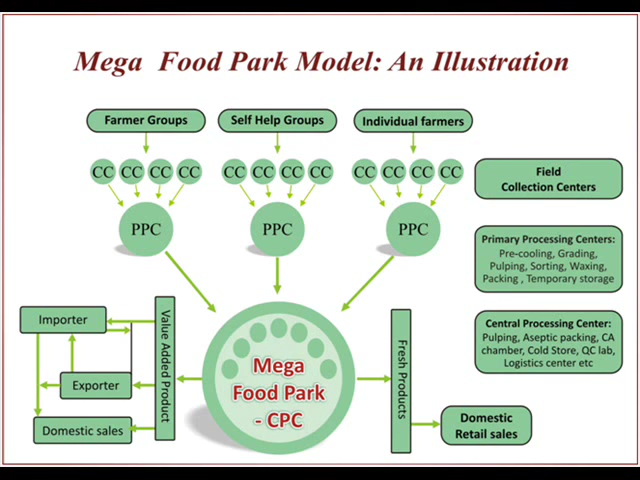 Mega Food Park Model: An Illustration
Farmer Groups
Self Help Groups
Individual farmers
CC CC CC CC
CC CC CC CC
CC CC CC CC
Field
Collection Centers
PPC
PPC
PPC
Primary Processing Centers:
Pre-cooling, Grading,
Pulping, Sorting, Waxing,
Packing , Temporary storage
Importer
Exporter
Domestic sales
Value Added Product
Mega
Food Park
- CPC
Fresh Products
Central Processing Center:
Pulping, Aseptic packing, CA
chamber, Cold Store, QC lab,
Logistics center etc
Domestic
Retail sales